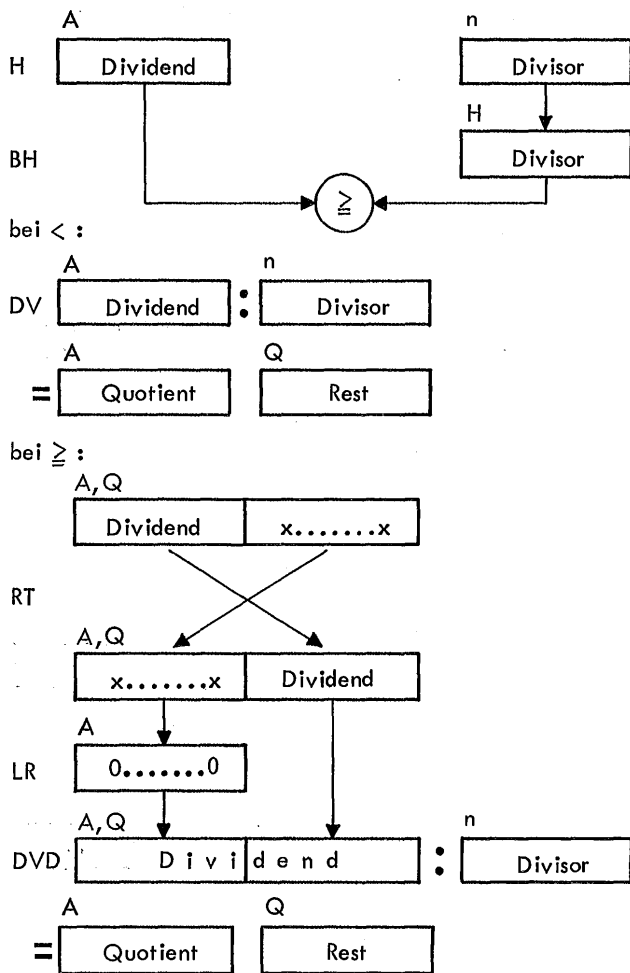 A n
H Dividend Divisor
H
BH Divisor
≧
bei < :
A n
DV Dividend : Divisor
A Q
= Quotient Rest
bei ≧ :
A,Q
Dividend x.......x
RT
A,Q
x.......x Dividend
A
LR 0.......0
A,Q n
DVD Dividend : Divisor
A Q
= Quotient Rest